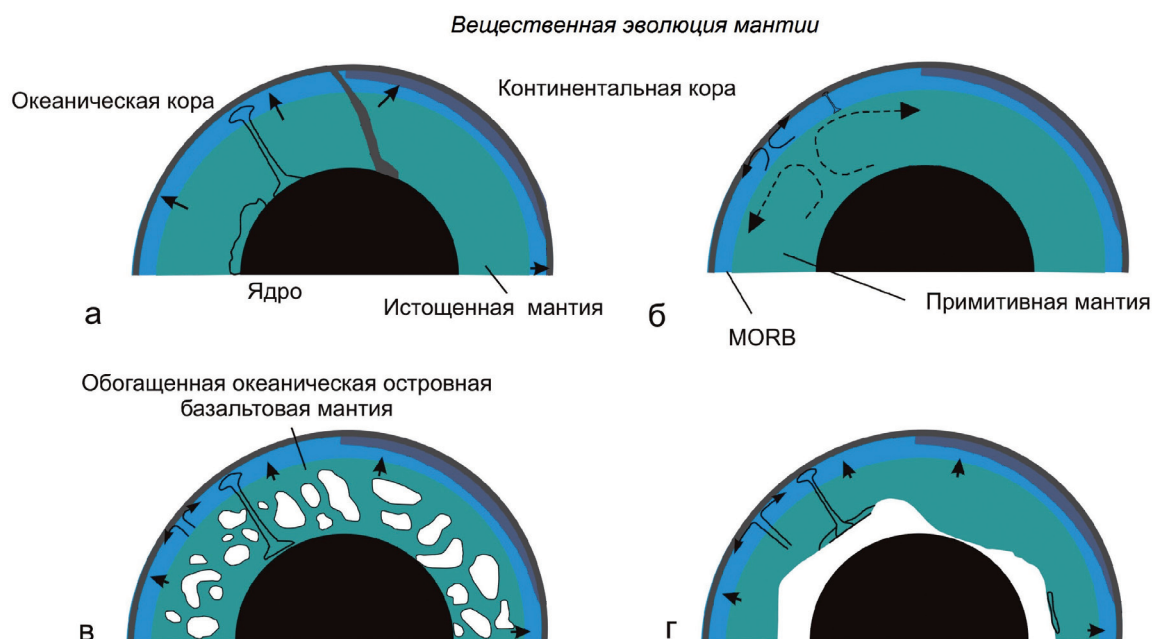 Вещественная эволюция мантии
Океаническая кора
Континентальная кора
Ядро
Истощенная мантия
а
Примитивная мантия
б
MORB
Обогащенная океаническая островная
базальтовая мантия
в
г